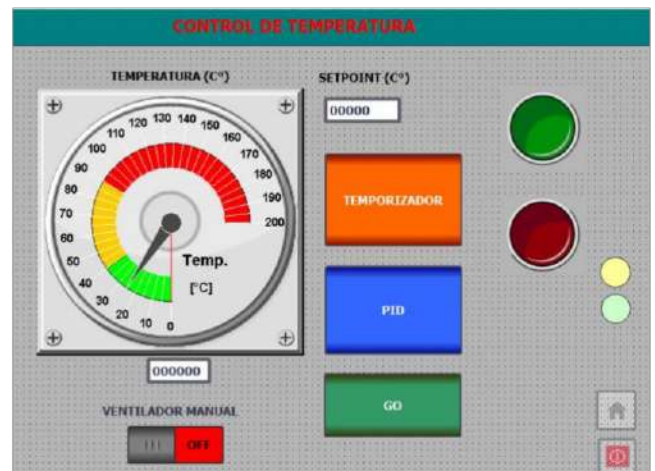 CONTROL DE TEMPERATURA
TEMPERATURA (C°)
SETPOINT (C°)
00000
0
10
20
30
40
50
60
70
80
90
100
110
120
130
140
150
160
170
180
190
200
Temp.
[°C]
TEMPORIZADOR
PID
GO
000000
VENTILADOR MANUAL
OFF